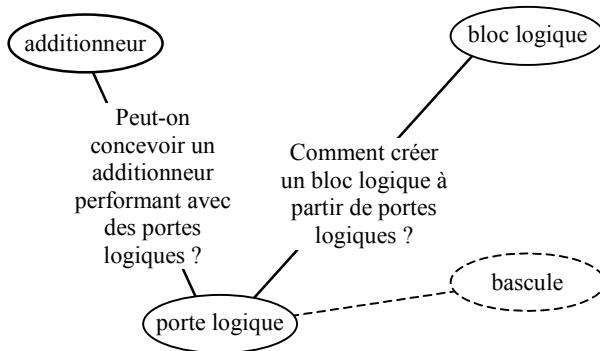 additionneur
bloc logique
Peut-on
concevoir un
additionneur
performant avec
des portes
logiques ?
Comment créer
un bloc logique à
partir de portes
logiques ?
bascule
porte logique